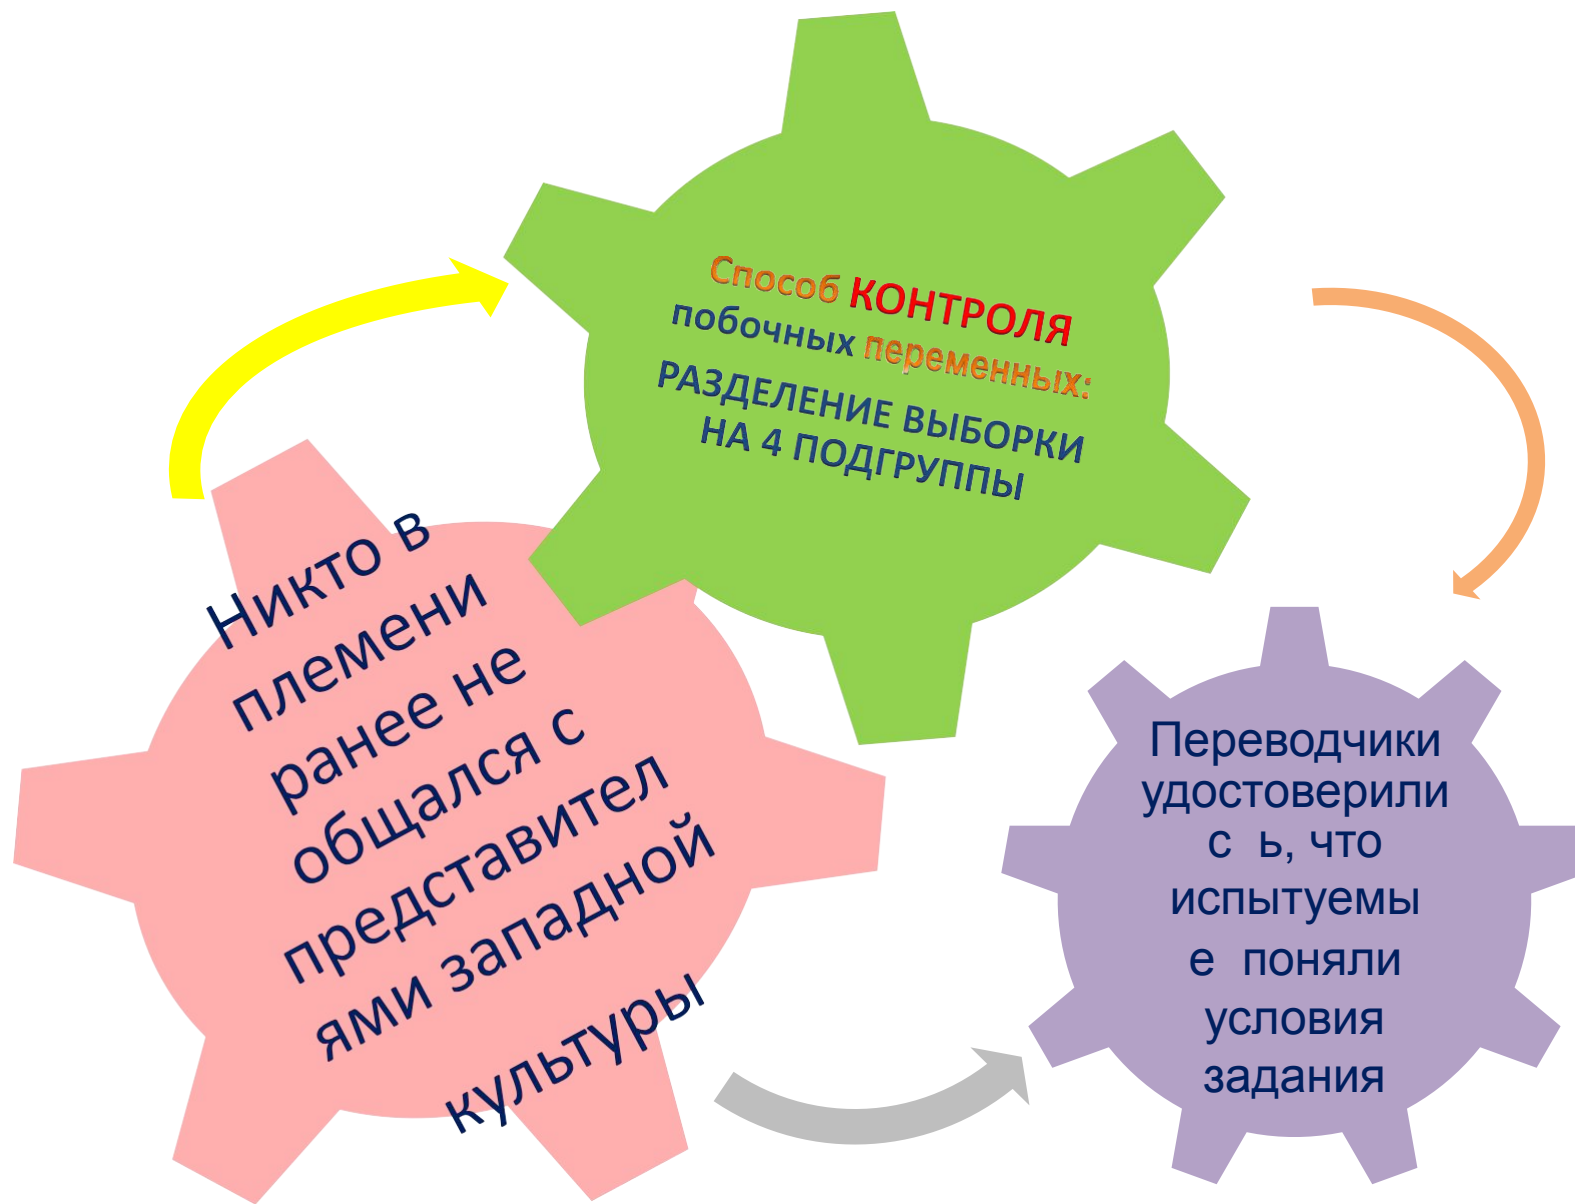 Способ КОНТРОЛЯ
побочных переменных:
РАЗДЕЛЕНИЕ ВЫБОРКИ
НА 4 ПОДГРУППЫ
Никто в
племени
ранее не
общался с
представител
ями западной
культуры
Переводчики
удостоверили
с ь, что
испытуемы
е поняли
условия
задания